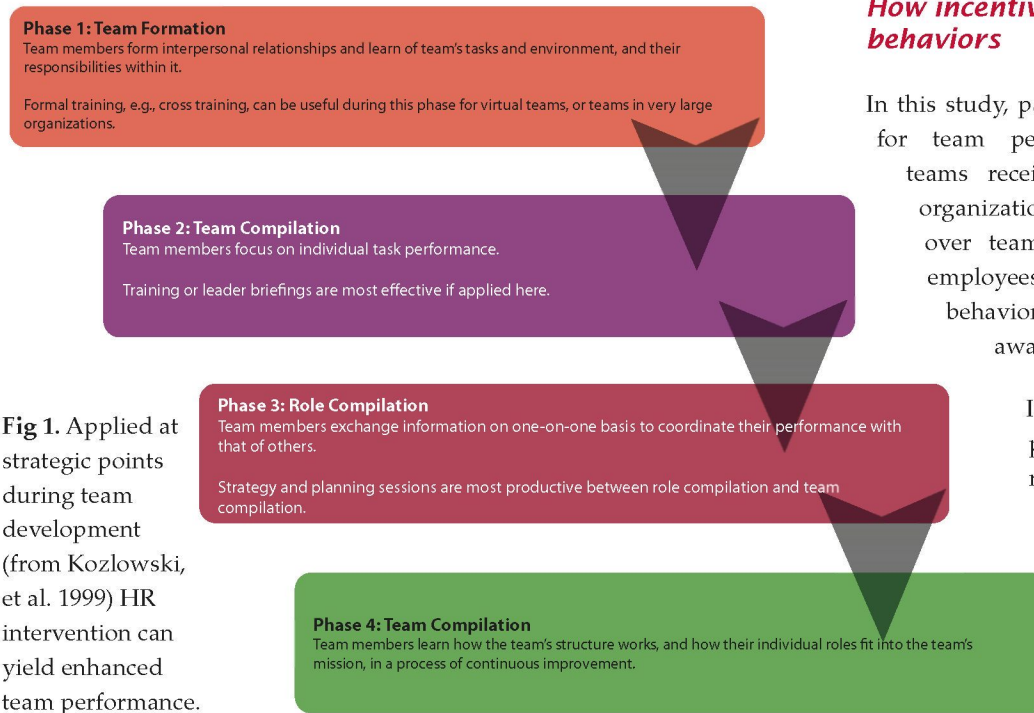 Phase 1: Team Formation
Team members form interpersonal relationships and learn of team's tasks and environment, and their
responsibilities within it.
Formal training, e.g., cross training, can be useful during this phase for virtual teams, or teams in very large
organizations.
Phase 2: Team Compilation
Team members focus on individual task performance.
Training or leader briefings are most effective if applied here.
Phase 3: Role Compilation
Team members exchange information on one-on-one basis to coordinate their performance with
that of others.
Strategy and planning sessions are most productive between role compilation and team
compilation.
Phase 4: Team Compilation
Team members learn how the team's structure works, and how their individual roles fit into the team's
mission, in a process of continuous improvement.
Fig 1. Applied at
strategic points
during team
development
(from Kozlowski,
et al. 1999) HR
intervention can
yield enhanced
team performance.
How
behaviors
In this study,
for team
teams
over